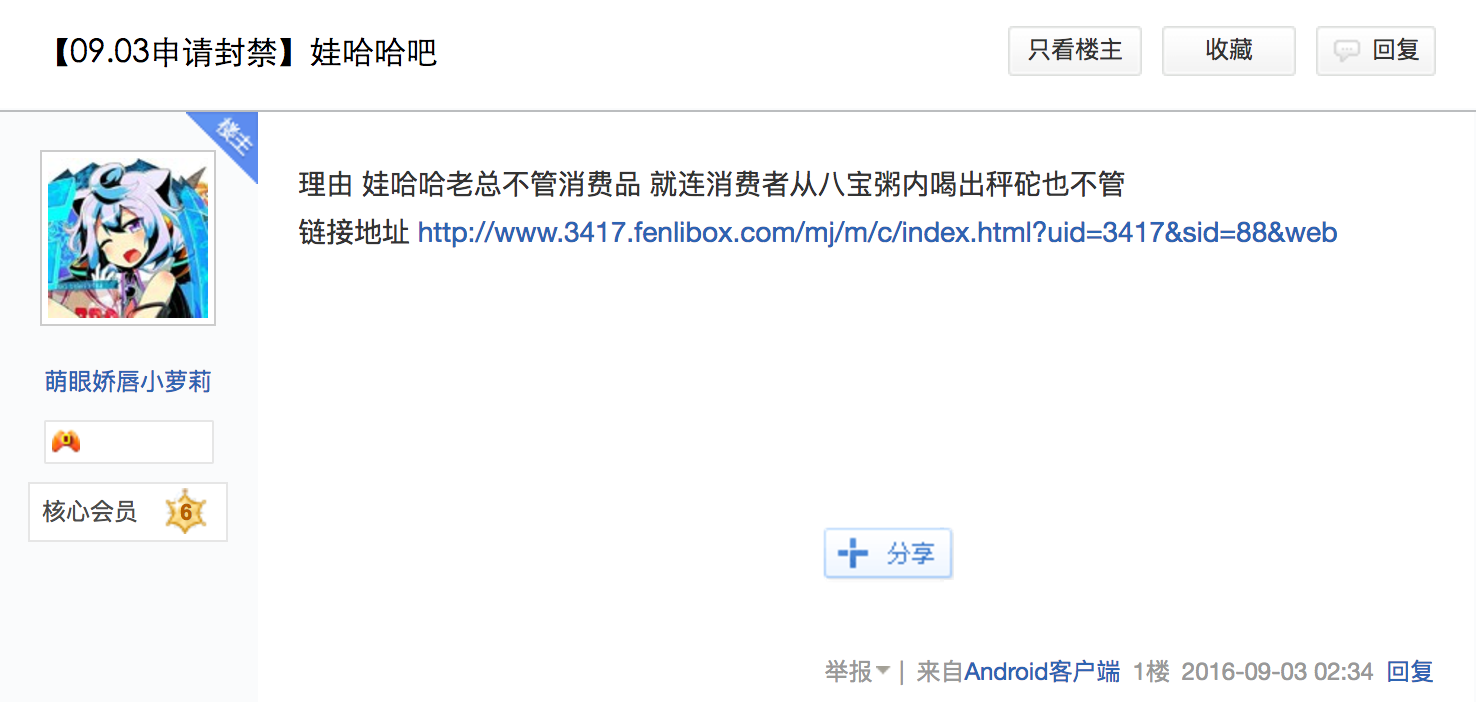 【09.03申请封禁】娃哈哈吧
只看楼主
收藏
回复
楼主
理由 娃哈哈老总不管消费品 就连消费者从八宝粥内喝出秤砣也不管
链接地址 http://www.3417.fenlibox.com/mj/m/c/index.html?uid=3417&sid=88&web
萌眼娇唇小萝莉
核心会员 6
分享
举报 | 来自Android客户端 1楼 2016-09-03 02:34 回复